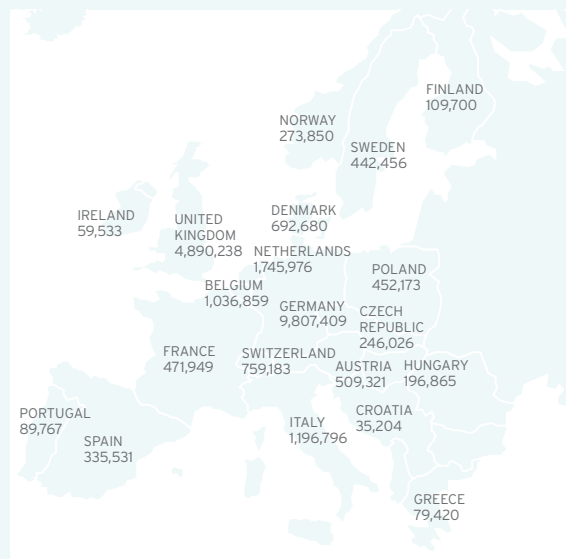 FINLAND
109,700
NORWAY
273,850
SWEDEN
442,456
IRELAND
59,533
UNITED
KINGDOM
4,890,238
DENMARK
692,680
NETHERLANDS
1,745,976
BELGIUM
1,036,859
POLAND
452,173
GERMANY
9,807,409
CZECH
REPUBLIC
246,026
FRANCE
471,949
SWITZERLAND
759,183
AUSTRIA
509,321
HUNGARY
196,865
PORTUGAL
89,767
SPAIN
335,531
ITALY
1,196,796
CROATIA
35,204
GREECE
79,420